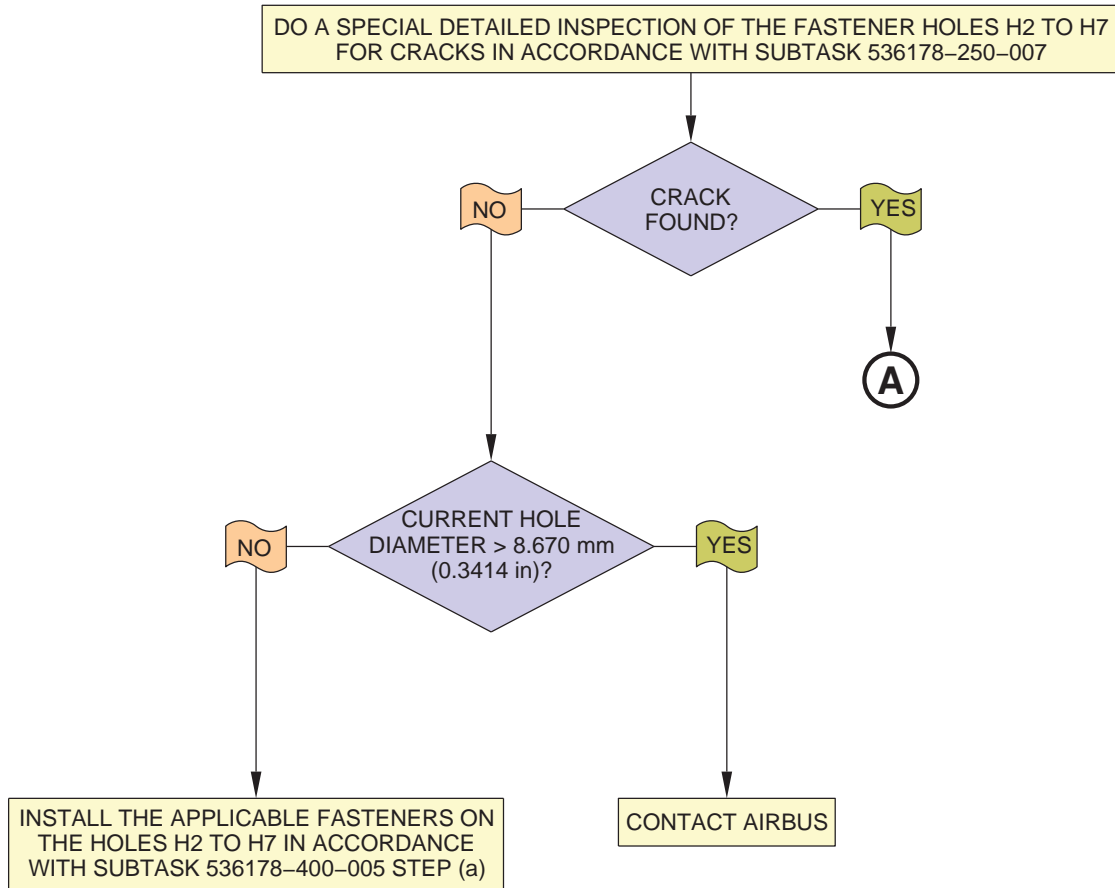 DO A SPECIAL DETAILED INSPECTION OF THE FASTENER HOLES H2 TO H7
FOR CRACKS IN ACCORDANCE WITH SUBTASK 536178−250−007
CRACK
FOUND?
NO
YES
A
CURRENT HOLE
DIAMETER > 8.670 mm
(0.3414 in)?
NO
YES
INSTALL THE APPLICABLE FASTENERS ON
THE HOLES H2 TO H7 IN ACCORDANCE
WITH SUBTASK 536178−400−005 STEP (a)
CONTACT AIRBUS